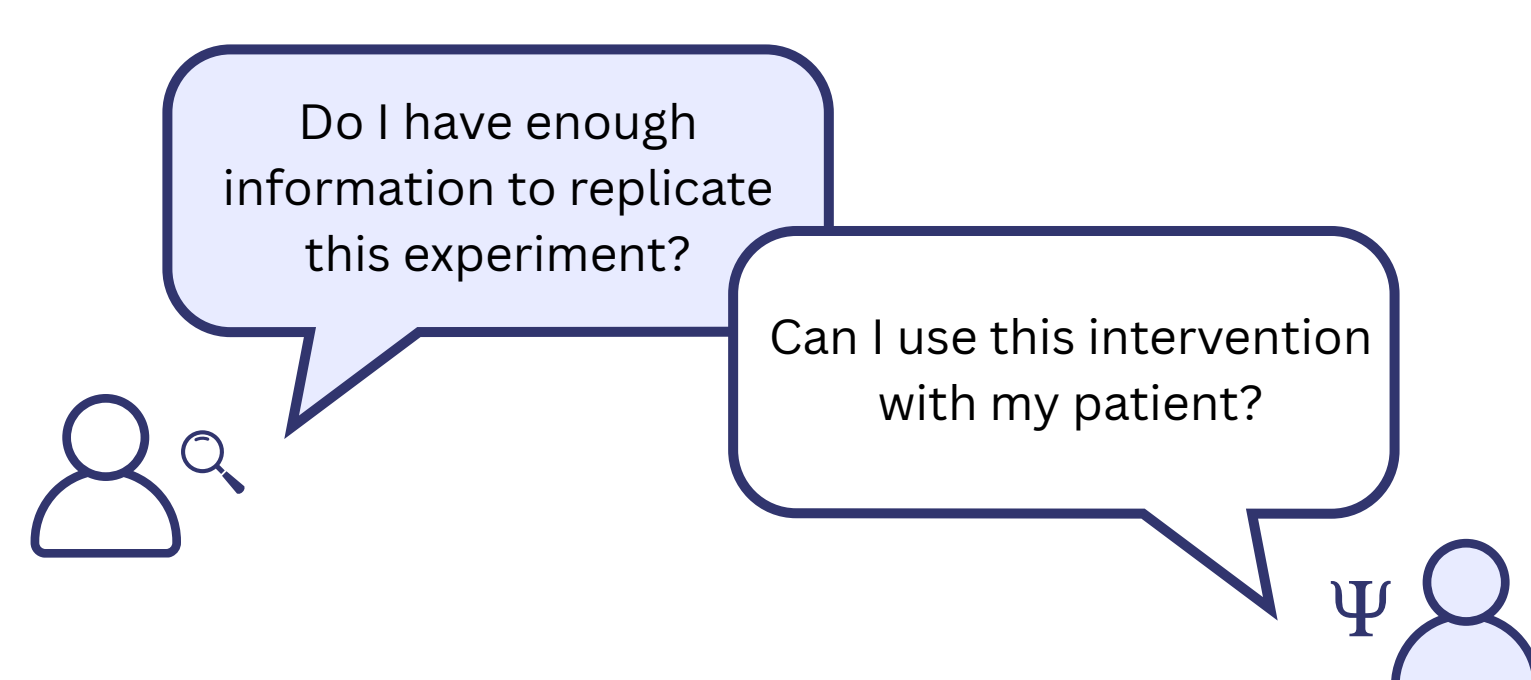 Do I have enough
information to replicate
this experiment?
Can I use this intervention
with my patient?
Ψ